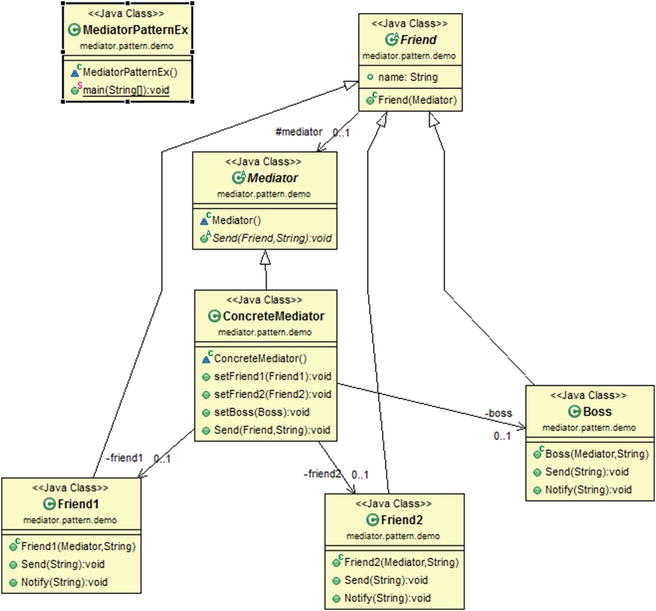 <<Java Class>>
MediatorPatternEx
mediator.pattern.demo
MediatorPatternEx()
main(String[]):void
<<Java Class>>
Friend
mediator.pattern.demo
name: String
Friend(Mediator)
#mediator 0..1
<<Java Class>>
Mediator
mediator.pattern.demo
Mediator()
Send(Friend,String):void
<<Java Class>>
ConcreteMediator
mediator.pattern.demo
ConcreteMediator()
setFriend1(Friend1):void
setFriend2(Friend2):void
setBoss(Boss):void
Send(Friend,String):void
-boss
0..1
<<Java Class>>
Boss
mediator.pattern.demo
Boss(Mediator,String)
Send(String):void
Notify(String):void
-friend1 0..1
<<Java Class>>
Friend1
mediator.pattern.demo
Friend1(Mediator,String)
Send(String):void
Notify(String):void
-friend2 0..1
<<Java Class>>
Friend2
mediator.pattern.demo
Friend2(Mediator,String)
Send(String):void
Notify(String):void